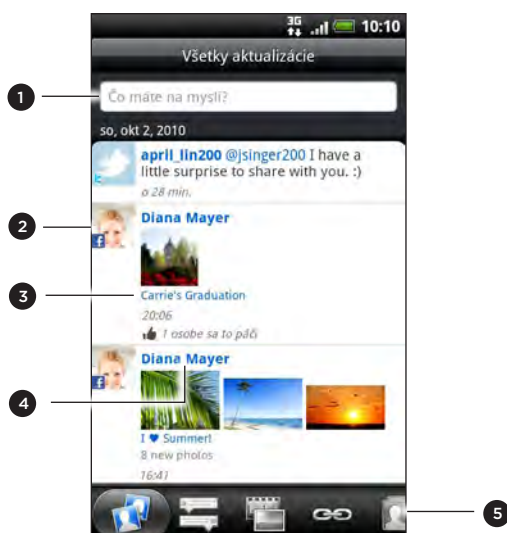 3G 10:10
Všetky aktualizácie
1
Čo máte na mysli?
so, okt 2, 2010
april_lin200 @jsinger200 I have a
little surprise to share with you. :)
o 28 min.
2
Diana Mayer
3
Carrie's Graduation
20:06
1 osobe sa to páči
Diana Mayer
4
I ♥ Summer!
8 new photos
16:41
5